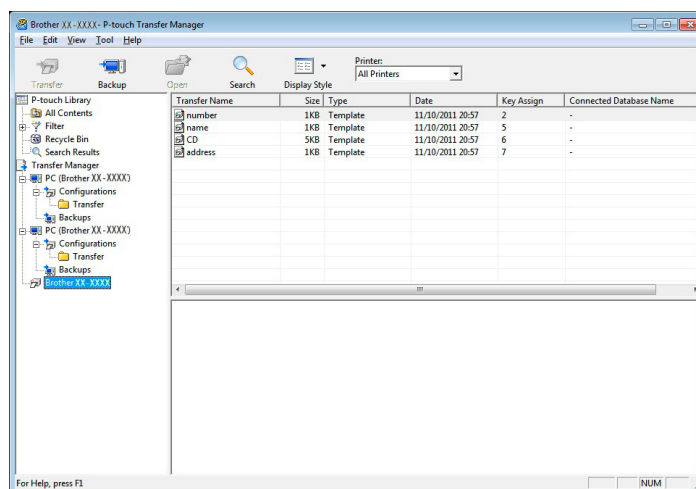 Brother XX-XXXX- P-touch Transfer Manager
File Edit View Tool Help
Transfer Backup Open Search Display Style
Printer:
All Printers
P-touch Library
All Contents
Filter
Recycle Bin
Search Results
Transfer Manager
PC (Brother XX-XXXX)
Configurations
Transfer
Backups
PC (Brother XX-XXXX)
Configurations
Transfer
Backups
Brother XX-XXXX
Transfer Name Size Type Date Key Assign Connected Database Name
number 1KB Template 11/10/2011 20:57 2 -
name 1KB Template 11/10/2011 20:57 5 -
CD 5KB Template 11/10/2011 20:57 6 -
address 1KB Template 11/10/2011 20:57 7 -
For Help, press F1
NUM